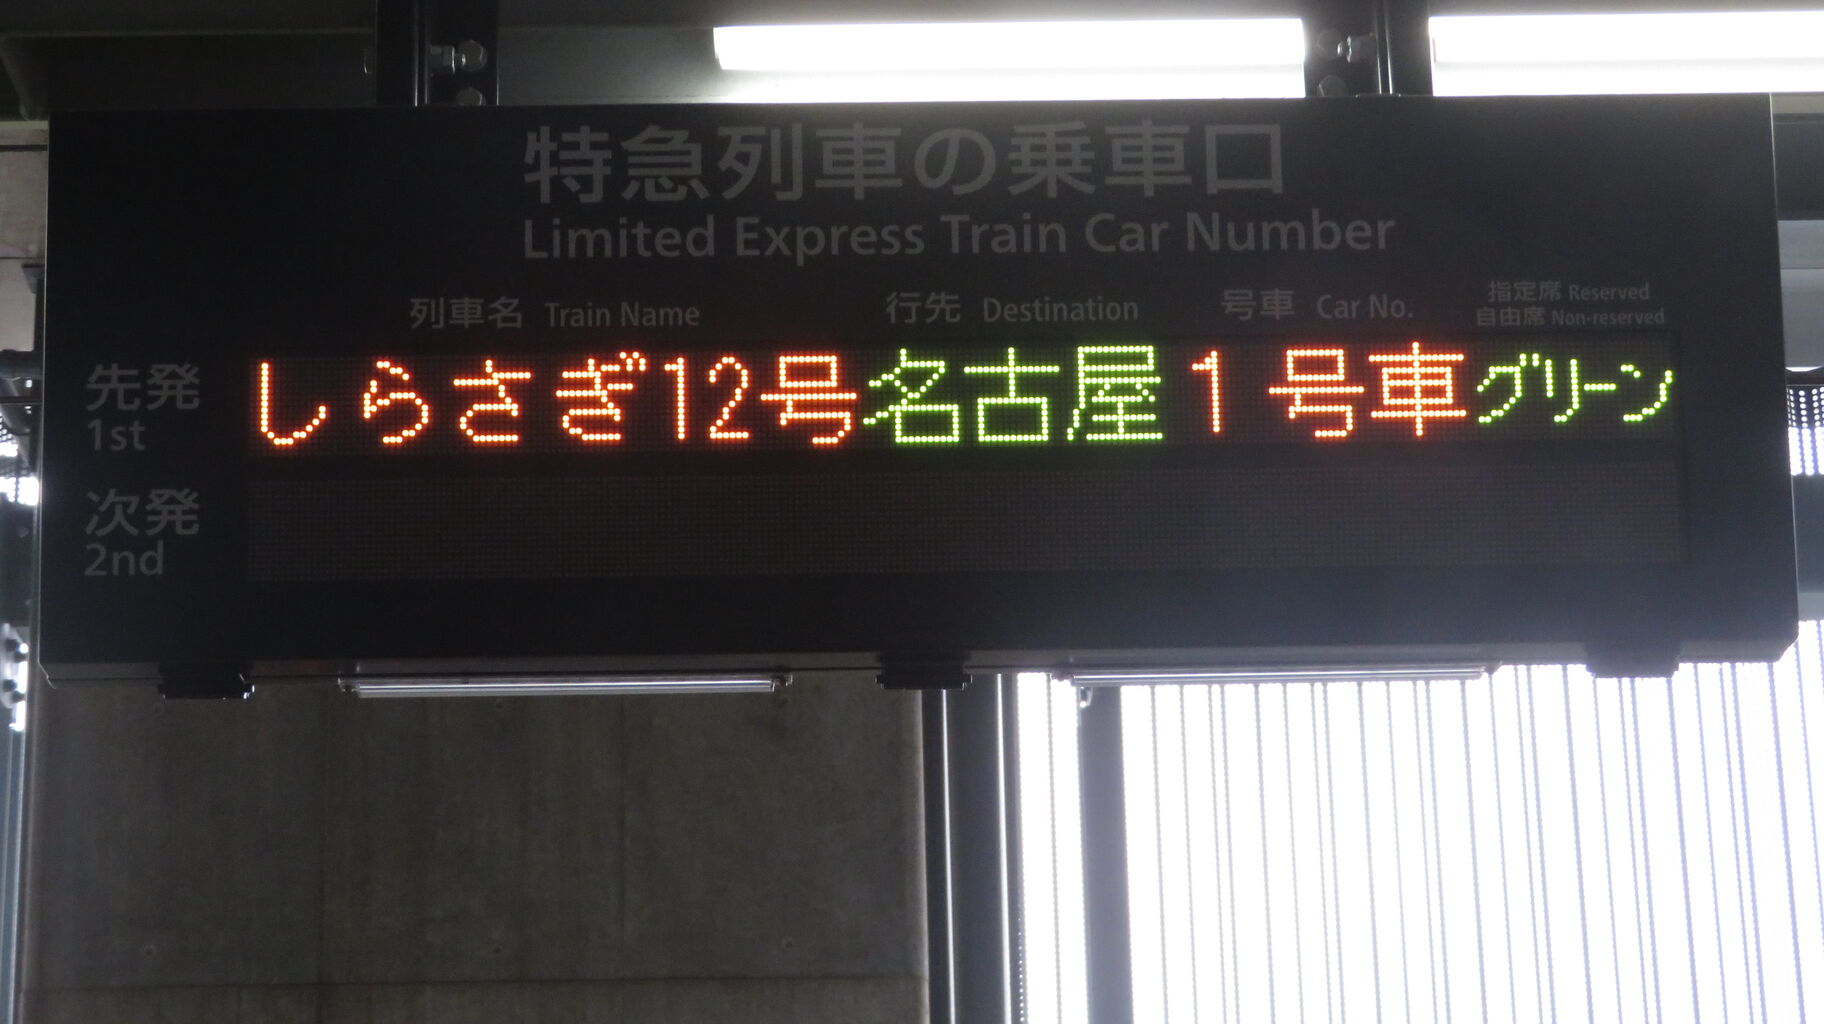 特急列車の乗車口
Limited Express Train Car Number
列車名 Train Name 行先 Destination 号車 Car No. 指定席 Reserved
自由席 Non-reserved
先発 しらさぎ12号 名古屋 1号車 グリーン
1st
次発
2nd